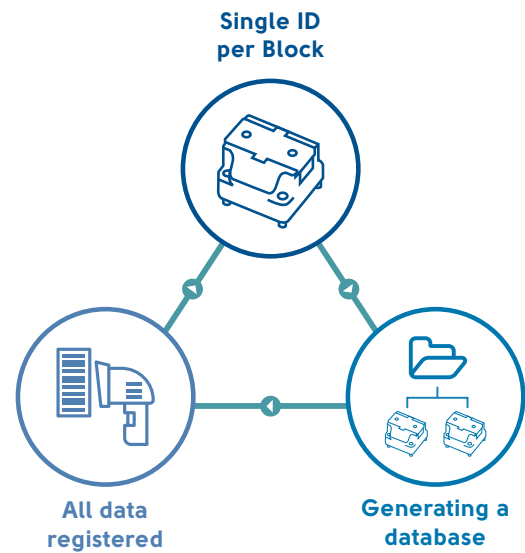 Single ID
per Block
All data
registered
Generating a
database